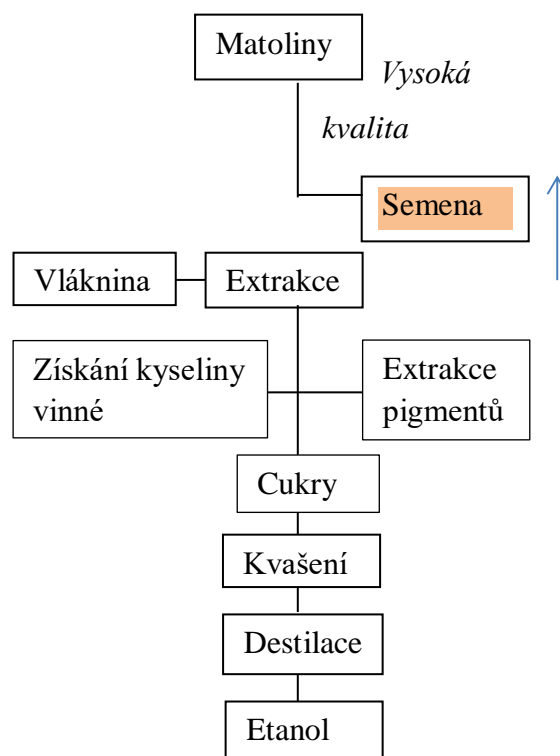 Matoliny
Vysoká
kvalita
Semena
Vláknina
Extrakce
Získání kyseliny
vinné
Extrakce
pigmentů
Cukry
Kvašení
Destilace
Etanol